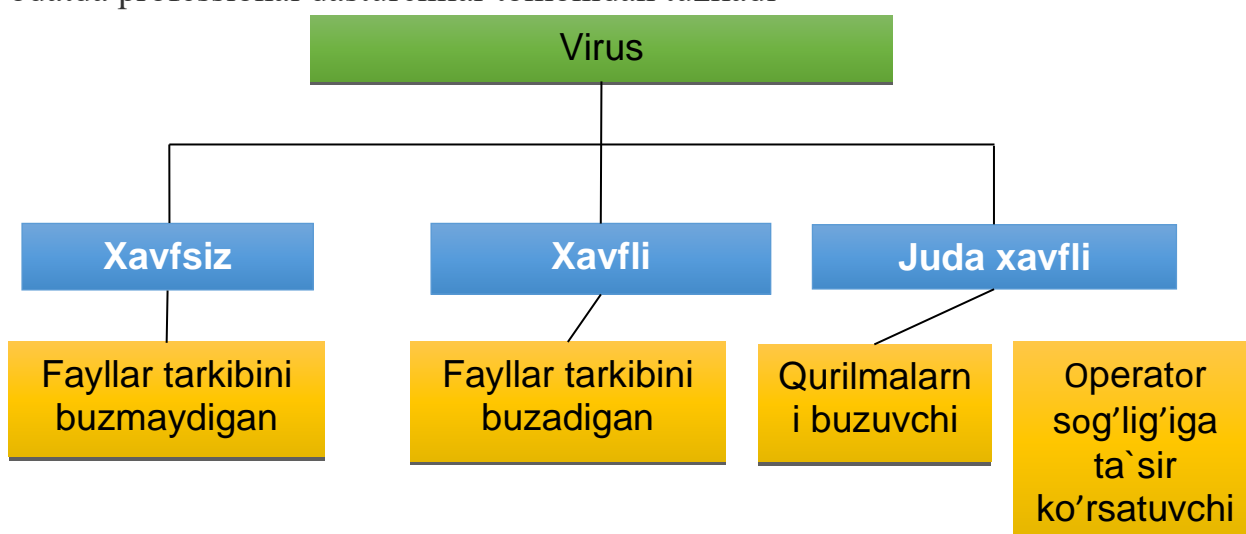 Virus
Xavfsiz
Xavfli
Juda xavfli
Fayllar tarkibini
buzmaydigan
Fayllar tarkibini
buzadigan
Qurilmalarn
i buzuvchi
Operator
sog’lig’iga
ta`sir
ko’rsatuvchi